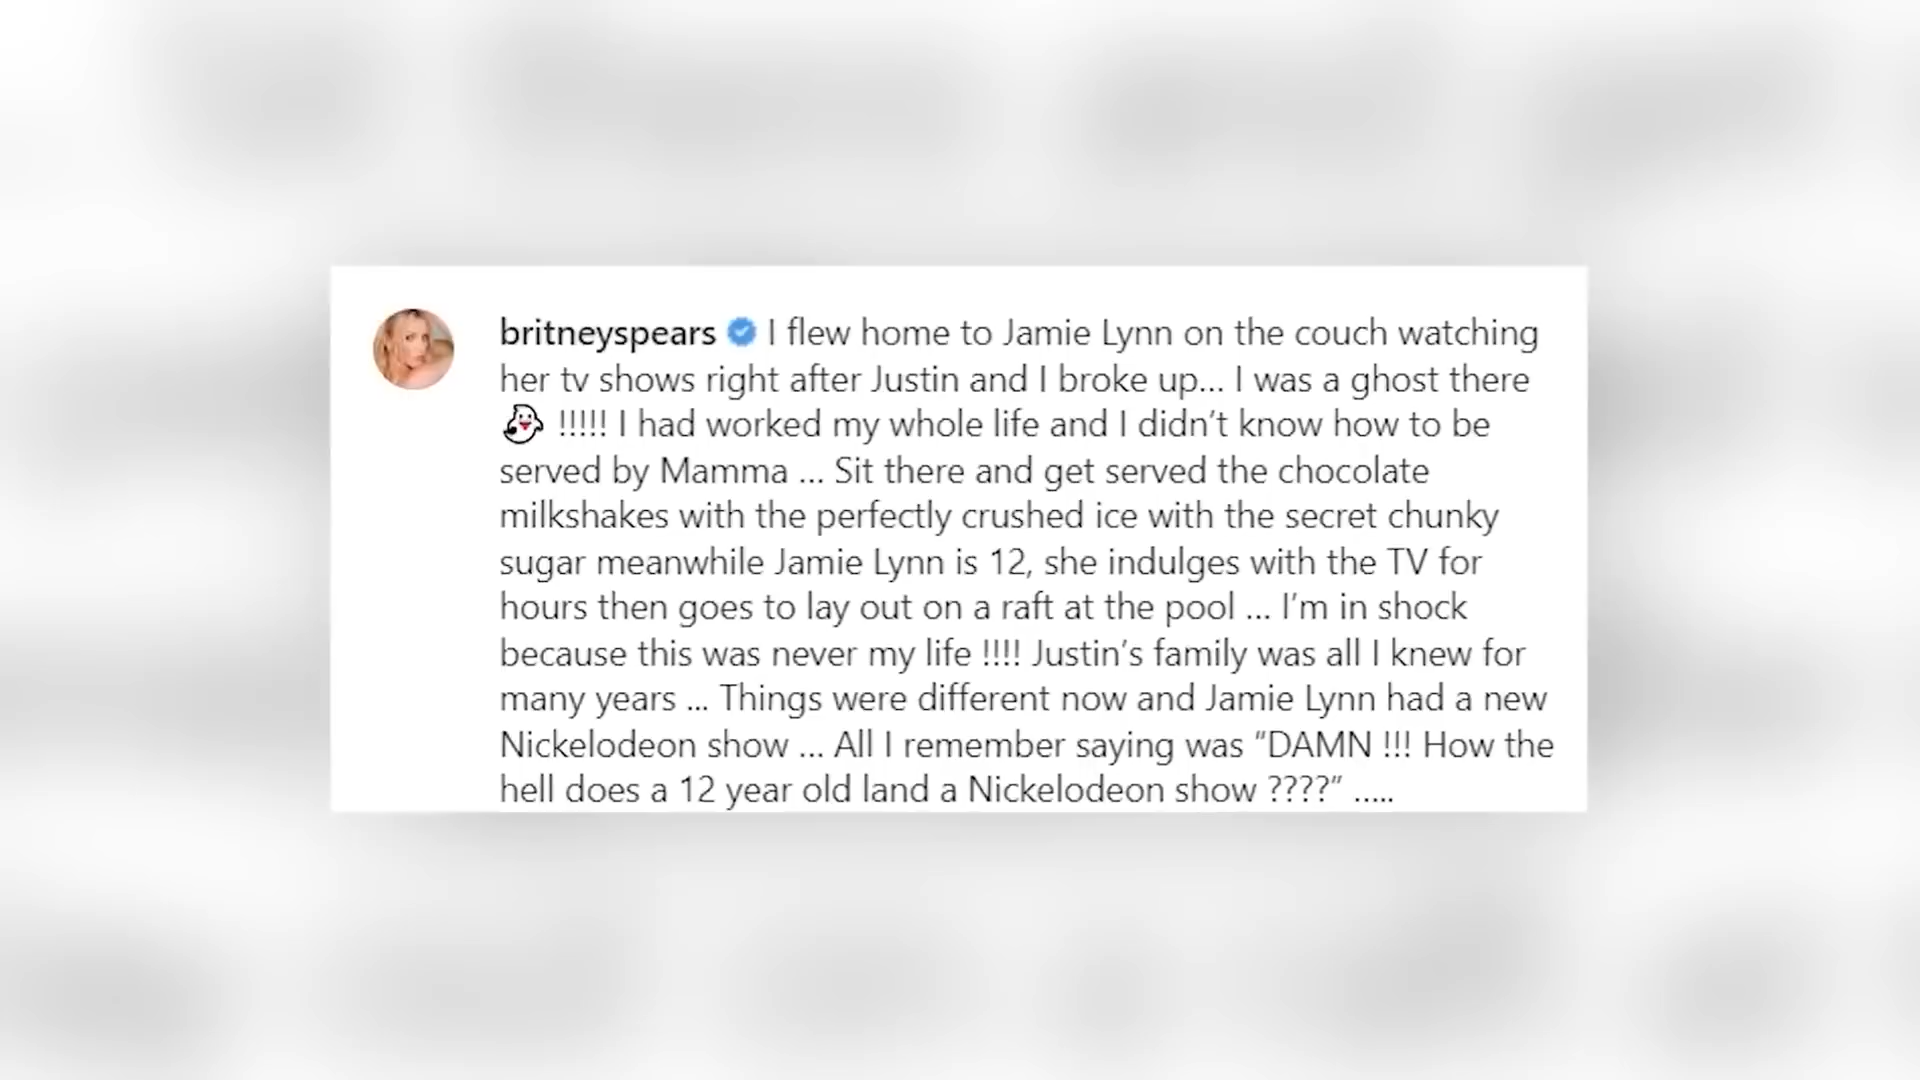 britneyspears I flew home to Jamie Lynn on the couch watching
her tv shows right after Justin and I broke up... I was a ghost there
👻 !!!!! I had worked my whole life and I didn’t know how to be
served by Mamma ... Sit there and get served the chocolate
milkshakes with the perfectly crushed ice with the secret chunky
sugar meanwhile Jamie Lynn is 12, she indulges with the TV for
hours then goes to lay out on a raft at the pool ... I’m in shock
because this was never my life !!!! Justin’s family was all I knew for
many years ... Things were different now and Jamie Lynn had a new
Nickelodeon show ... All I remember saying was “DAMN !!! How the
hell does a 12 year old land a Nickelodeon show ????” .....